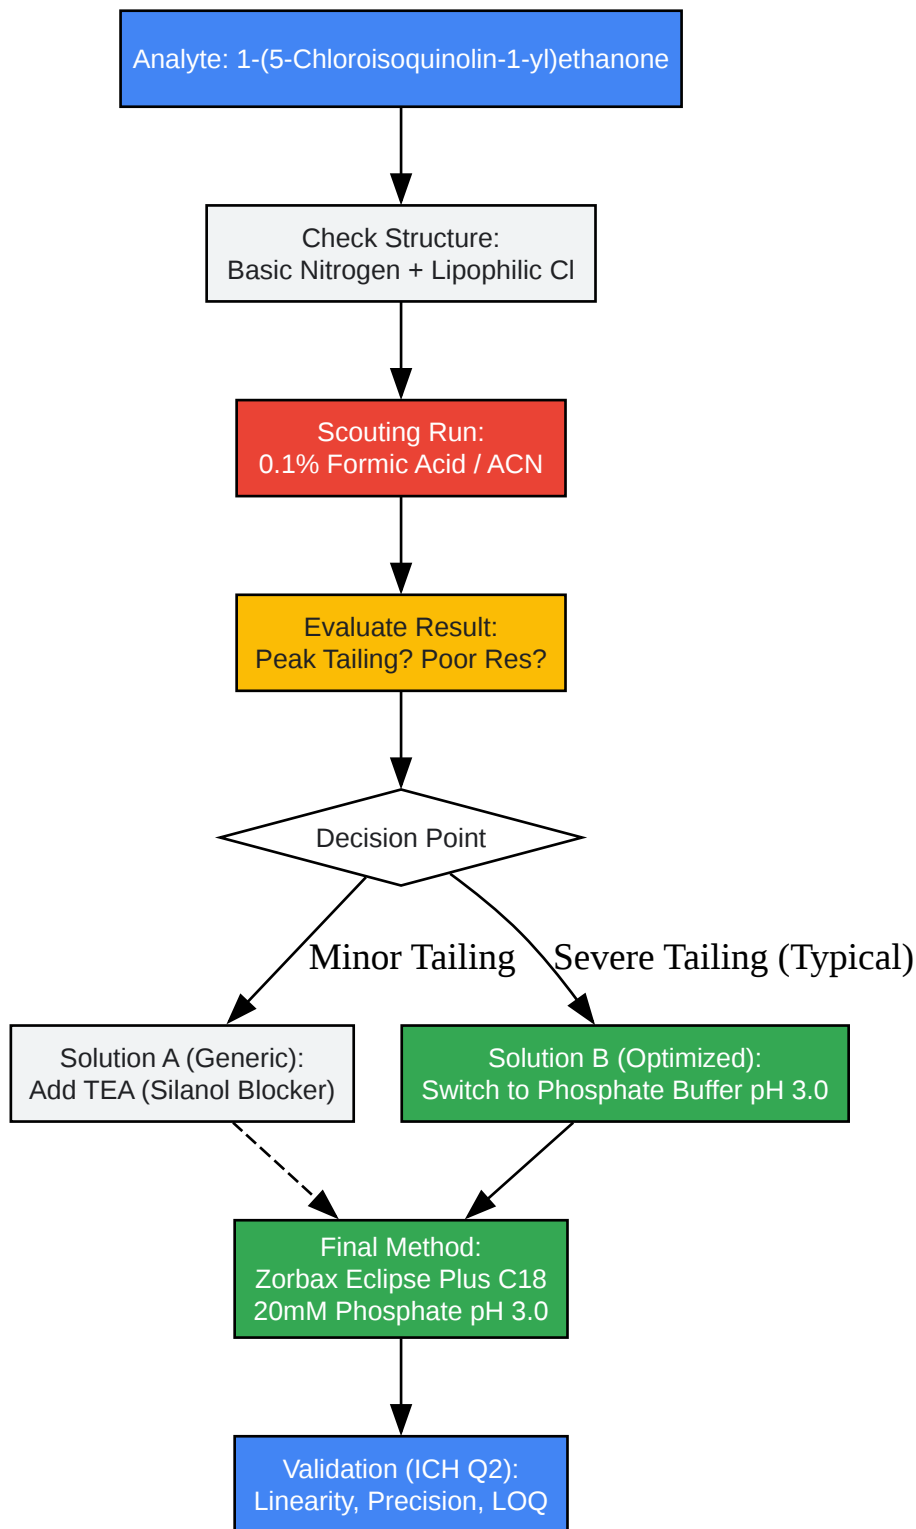 Analyte: 1-(5-Chloroisoquinolin-1-yl)ethanone
Check Structure:
Basic Nitrogen + Lipophilic Cl
Scouting Run:
0.1% Formic Acid / ACN
Evaluate Result:
Peak Tailing? Poor Res?
Decision Point
Minor Tailing
Severe Tailing (Typical)
Solution A (Generic):
Add TEA (Silanol Blocker)
Solution B (Optimized):
Switch to Phosphate Buffer pH 3.0
Final Method:
Zorbax Eclipse Plus C18
20mM Phosphate pH 3.0
Validation (ICH Q2):
Linearity, Precision, LOQ